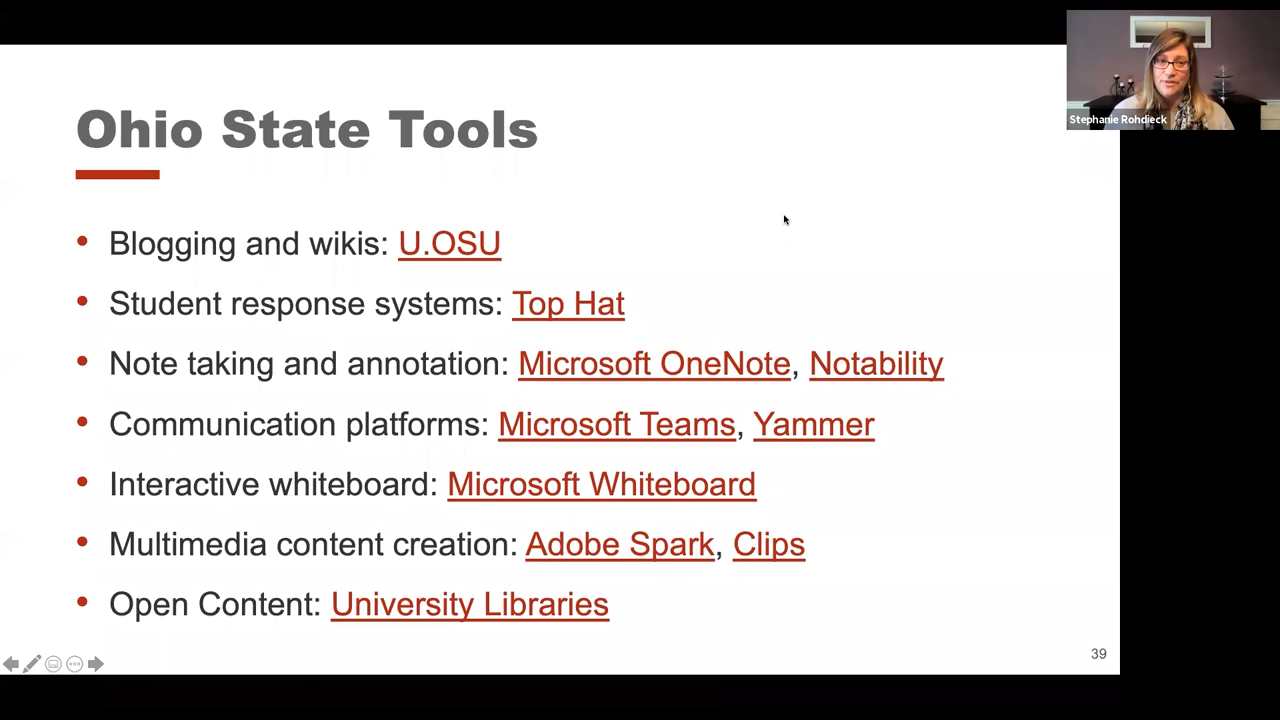 Ohio State Tools
Stephanie Rohdieck
• Blogging and wikis: U.OSU
• Student response systems: Top Hat
• Note taking and annotation: Microsoft OneNote, Notability
• Communication platforms: Microsoft Teams, Yammer
• Interactive whiteboard: Microsoft Whiteboard
• Multimedia content creation: Adobe Spark, Clips
• Open Content: University Libraries
39